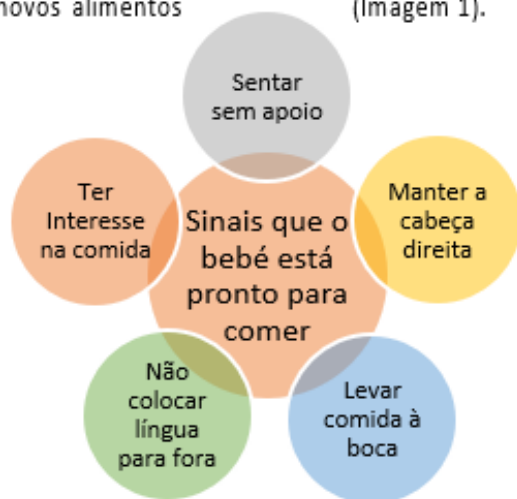 novos alimentos (Imagem 1).
Sentar
sem apoio
Ter
Interesse
na comida
Sinais que o
bebé está
pronto para
comer
Manter a
cabeça
direita
Não
colocar
língua
para fora
Levar
comida à
boca